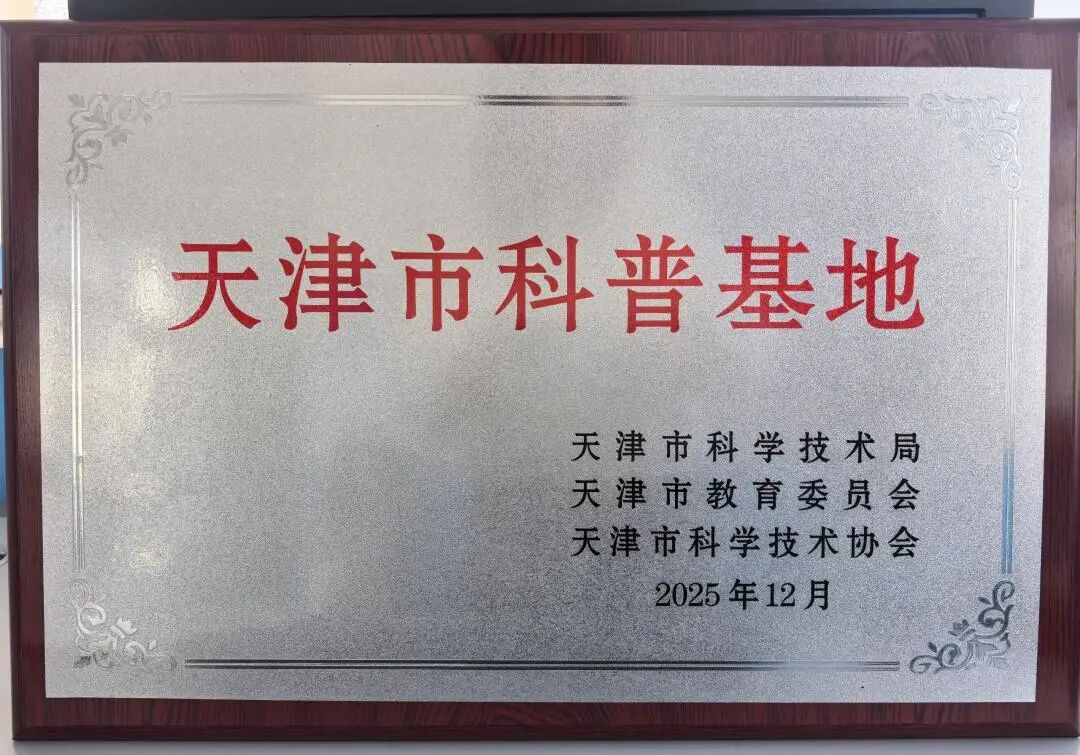 天津市科普基地
天津市科学技术局
天津市教育委员会
天津市科学技术协会
2025年12月